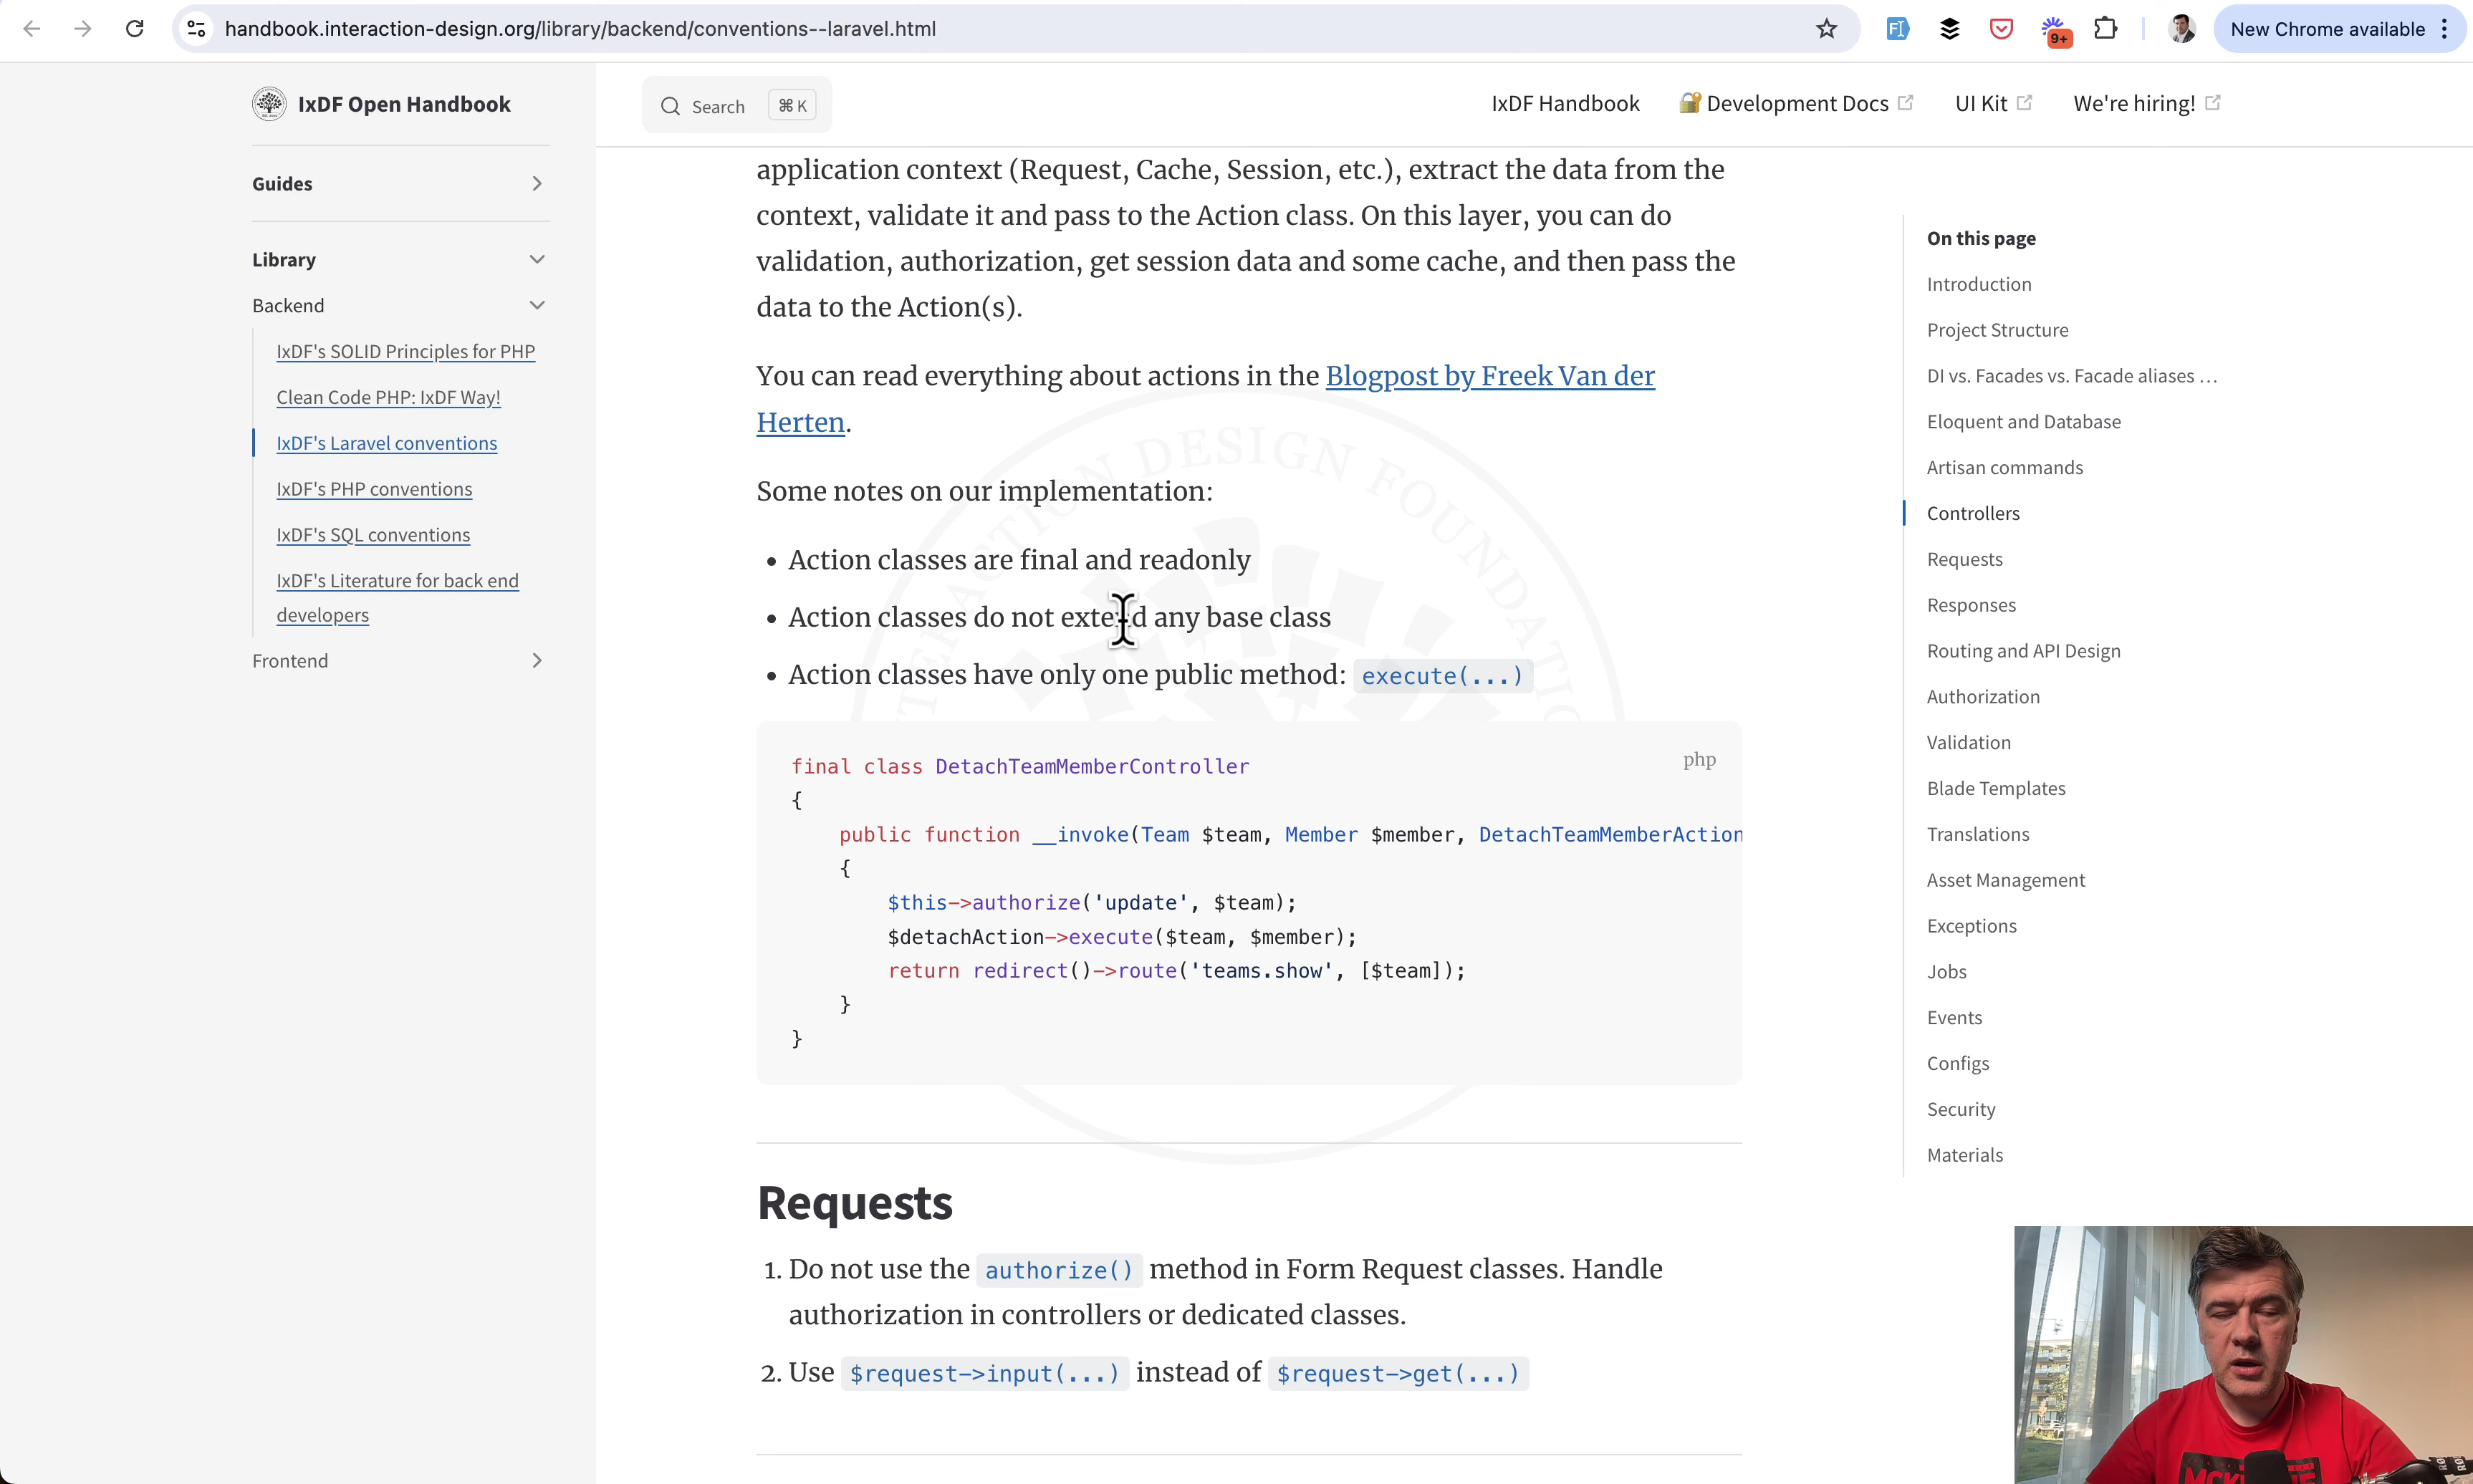 handbook.interaction-design.org/library/backend/conventions--laravel.html
9+
New Chrome available
IxDF Open Handbook
Search
⌘ K
IxDF Handbook
🔐 Development Docs
UI Kit
We're hiring!
Guides
Library
Backend
IxDF's SOLID Principles for PHP
Clean Code PHP: IxDF Way!
IxDF's Laravel conventions
IxDF's PHP conventions
IxDF's SQL conventions
IxDF's Literature for back end
developers
Frontend
application context (Request, Cache, Session, etc.), extract the data from the
context, validate it and pass to the Action class. On this layer, you can do
validation, authorization, get session data and some cache, and then pass the
data to the Action(s).
You can read everything about actions in the Blogpost by Freek Van der
Herten.
Some notes on our implementation:
• Action classes are final and readonly
• Action classes do not extend any base class
• Action classes have only one public method: execute(...)
php
final class DetachTeamMemberController
{
public function __invoke(Team $team, Member $member, DetachTeamMemberAction
{
$this->authorize('update', $team);
$detachAction->execute($team, $member);
return redirect()->route('teams.show', [$team]);
}
}
Requests
1. Do not use the authorize() method in Form Request classes. Handle
authorization in controllers or dedicated classes.
2. Use $request->input(...) instead of $request->get(...)
On this page
Introduction
Project Structure
DI vs. Facades vs. Facade aliases …
Eloquent and Database
Artisan commands
Controllers
Requests
Responses
Routing and API Design
Authorization
Validation
Blade Templates
Translations
Asset Management
Exceptions
Jobs
Events
Configs
Security
Materials